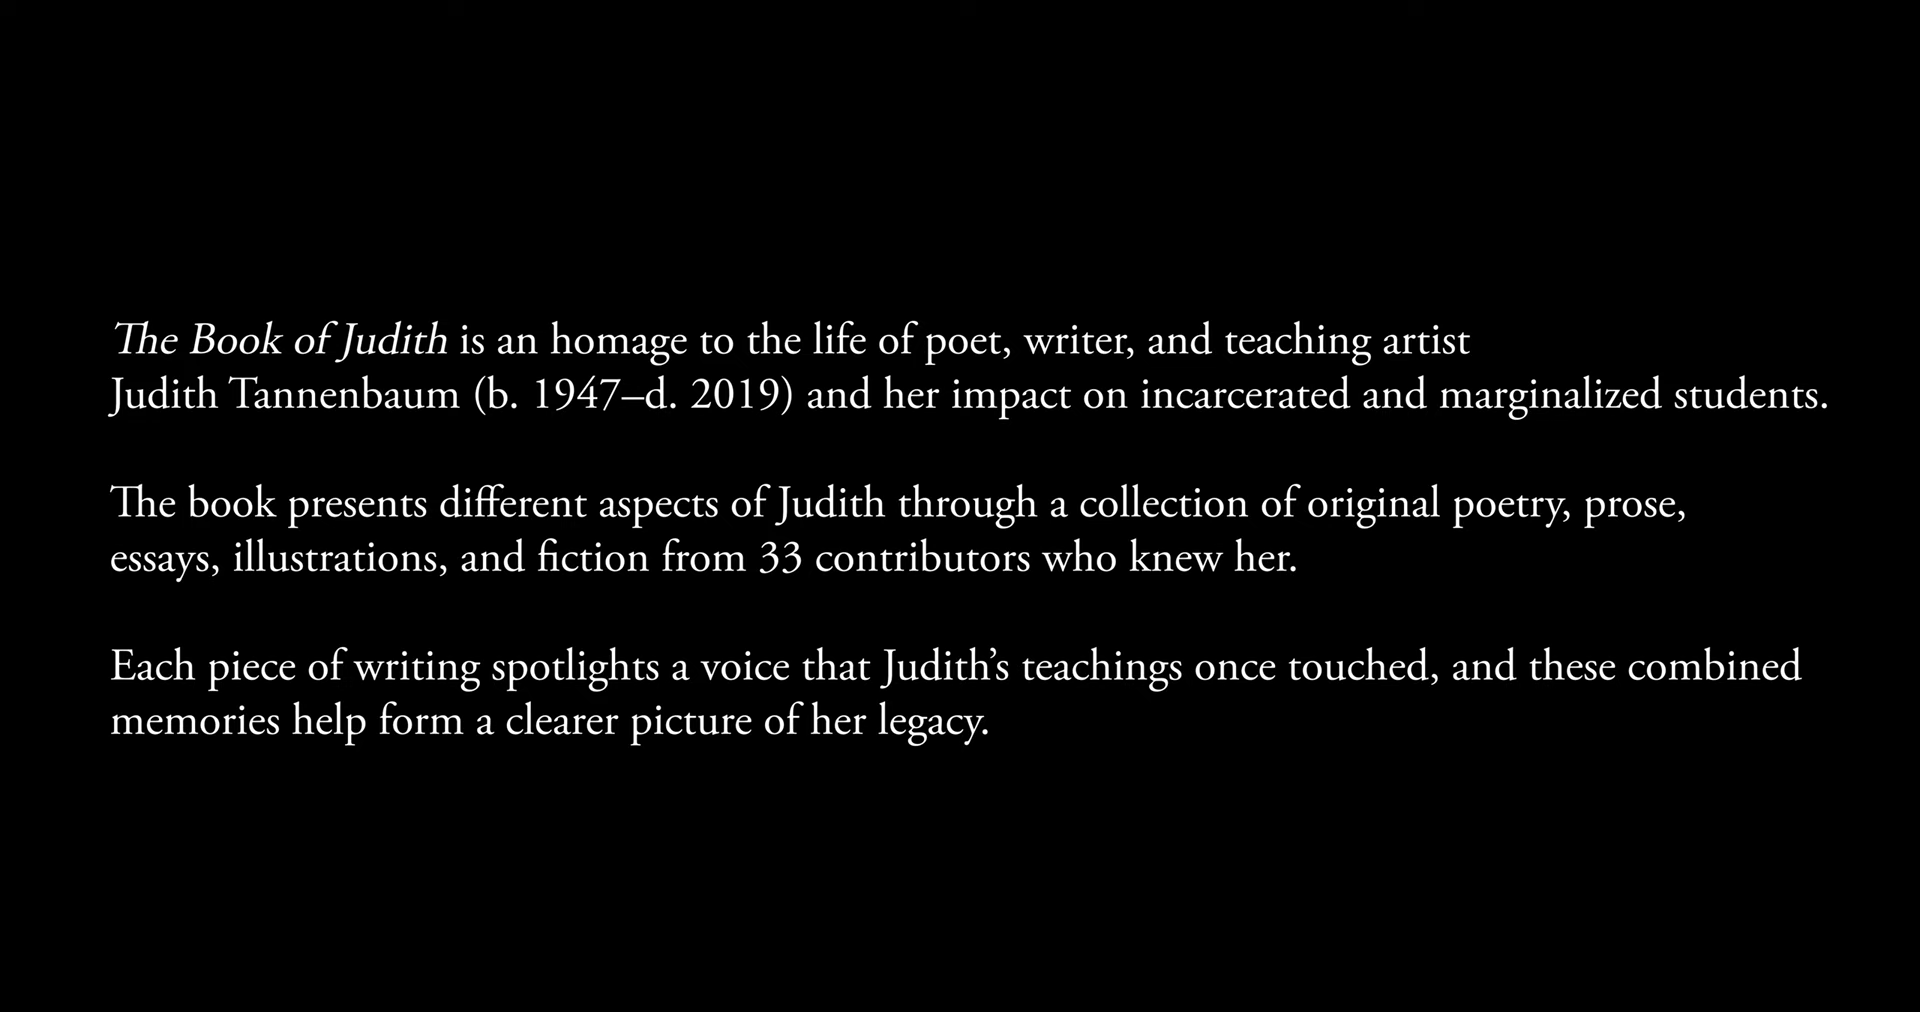 The Book of Judith is an homage to the life of poet, writer, and teaching artist
Judith Tannenbaum (b. 1947–d. 2019) and her impact on incarcerated and marginalized students.
The book presents different aspects of Judith through a collection of original poetry, prose,
essays, illustrations, and fiction from 33 contributors who knew her.
Each piece of writing spotlights a voice that Judith’s teachings once touched, and these combined
memories help form a clearer picture of her legacy.